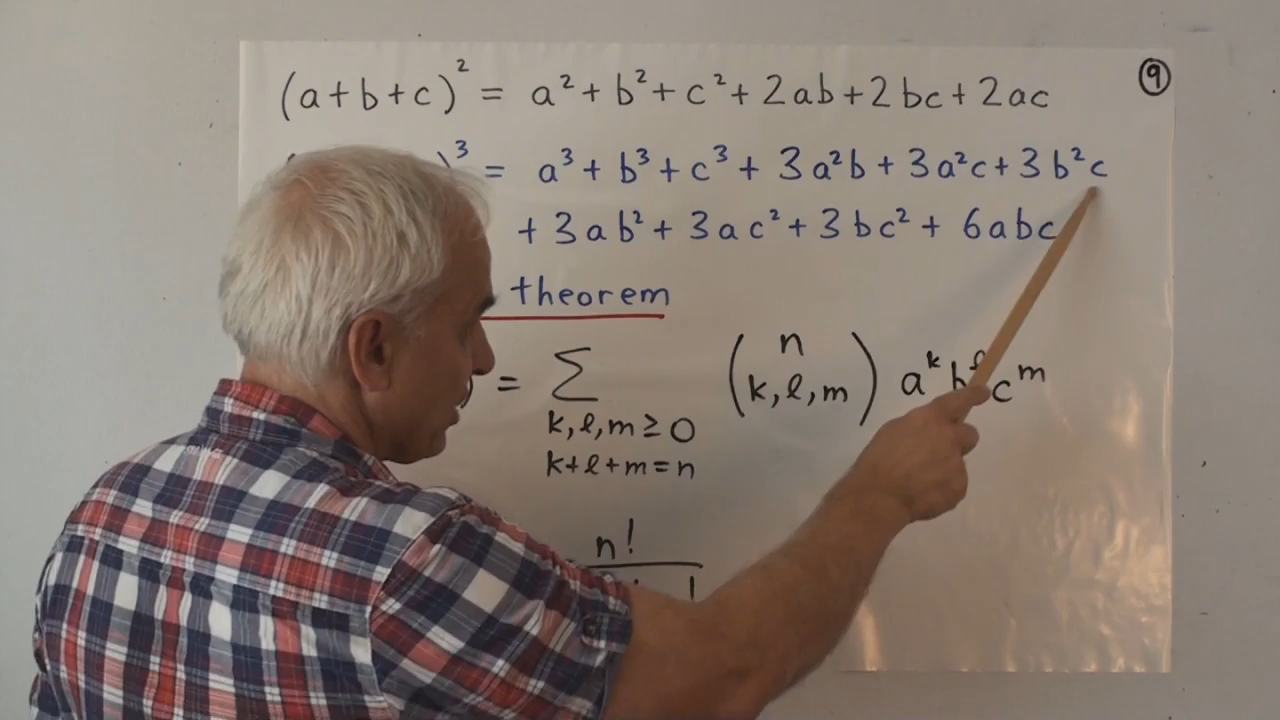 9
(a+b+c)² = a² + b² + c² + 2ab + 2bc + 2ac
)³ = a³ + b³ + c³ + 3a²b + 3a²c + 3b²c
+ 3ab² + 3ac² + 3bc² + 6abc
theorem
) = ∑ (n k,ℓ,m) aᵏ b cᵐ
k,ℓ,m ≥ 0
k+ℓ+m = n
n!
!